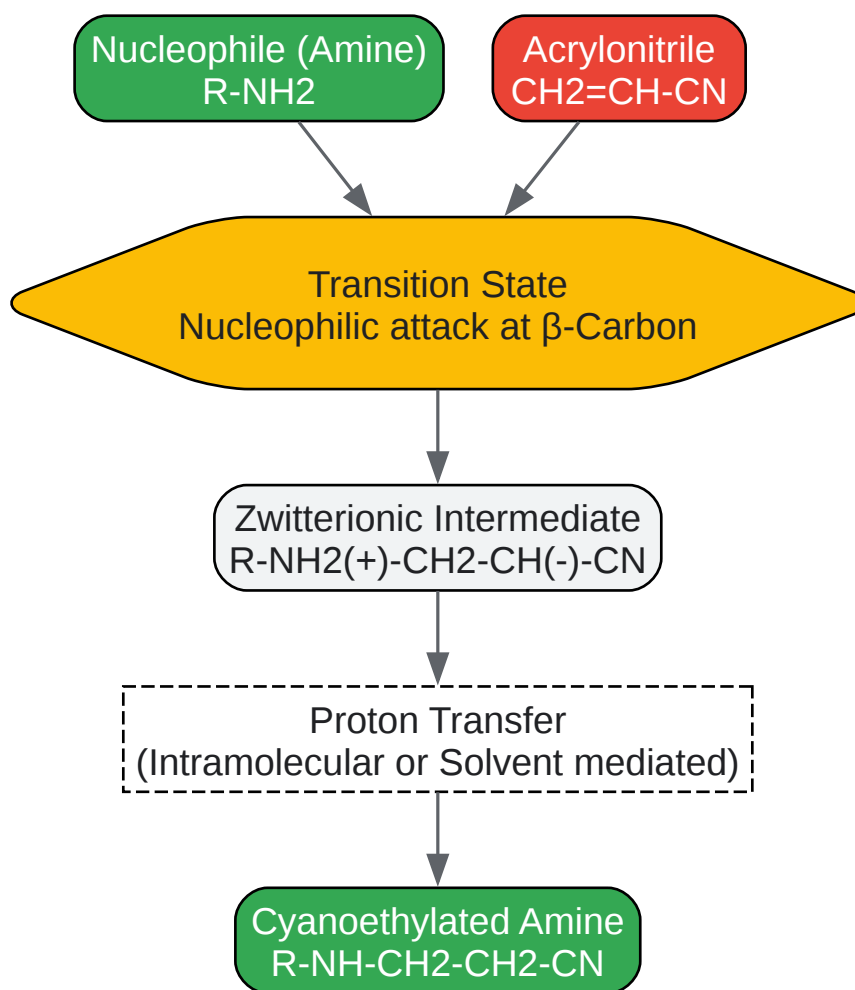 Nucleophile (Amine)
R-NH2
Acrylonitrile
CH2=CH-CN
Transition State
Nucleophilic attack at β-Carbon
Zwitterionic Intermediate
R-NH2(+)-CH2-CH(-)-CN
Proton Transfer
(Intramolecular or Solvent mediated)
Cyanoethylated Amine
R-NH-CH2-CH2-CN